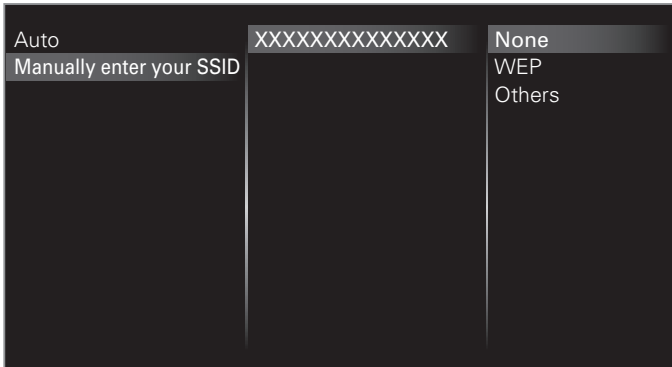 Auto
Manually enter your SSID
XXXXXXXXXXXXXX
None
WEP
Others